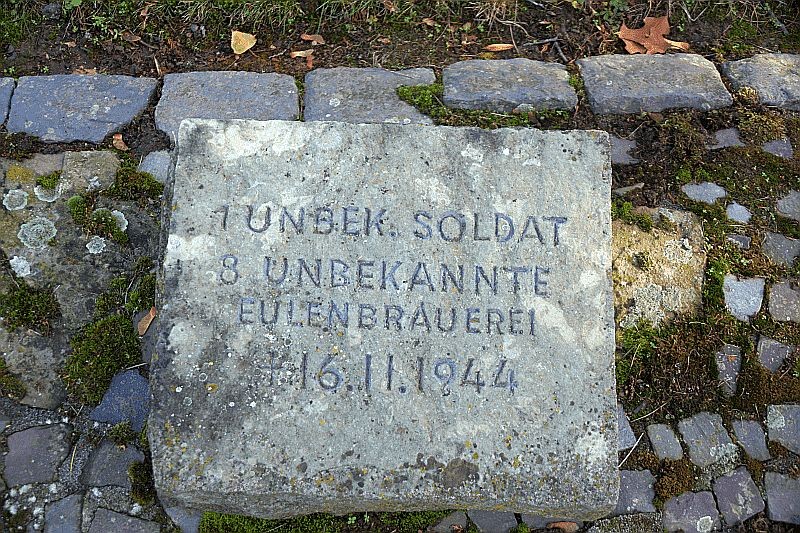 1 UNBEK. SOLDAT
8 UNBEKANNTE
EULENBRAUEREI
† 16.11.1944